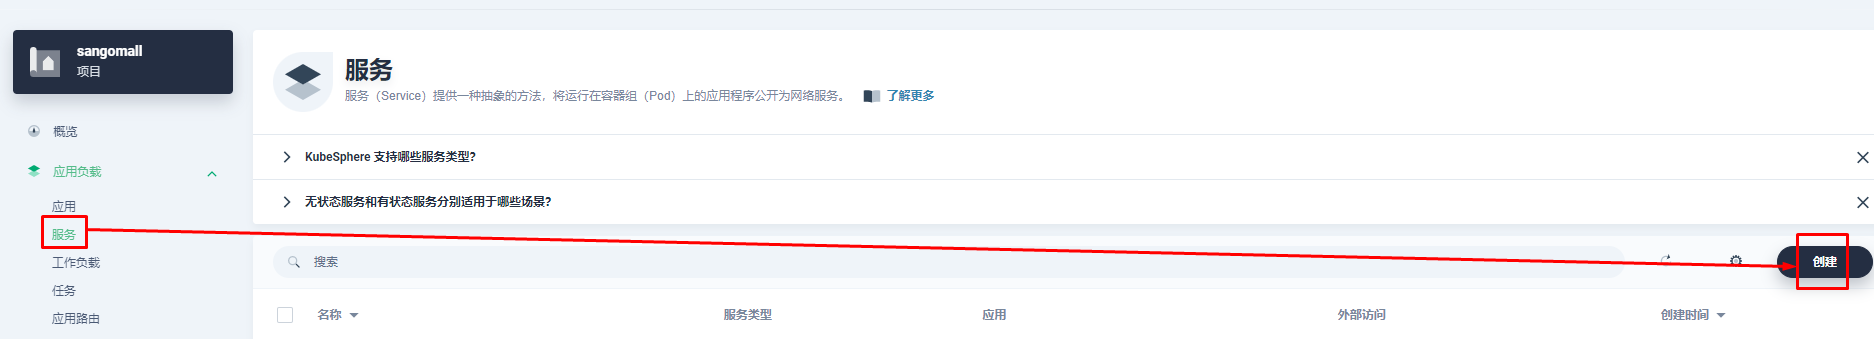 sangomall
项目
概览
应用负载
应用
服务
工作负载
任务
应用路由
服务
服务（Service）提供一种抽象的方法，将运行在容器组（Pod）上的应用程序公开为网络服务。 了解更多
KubeSphere 支持哪些服务类型？
无状态服务和有状态服务分别适用于哪些场景？
搜索
创建
名称 服务类型 应用 外部访问 创建时间